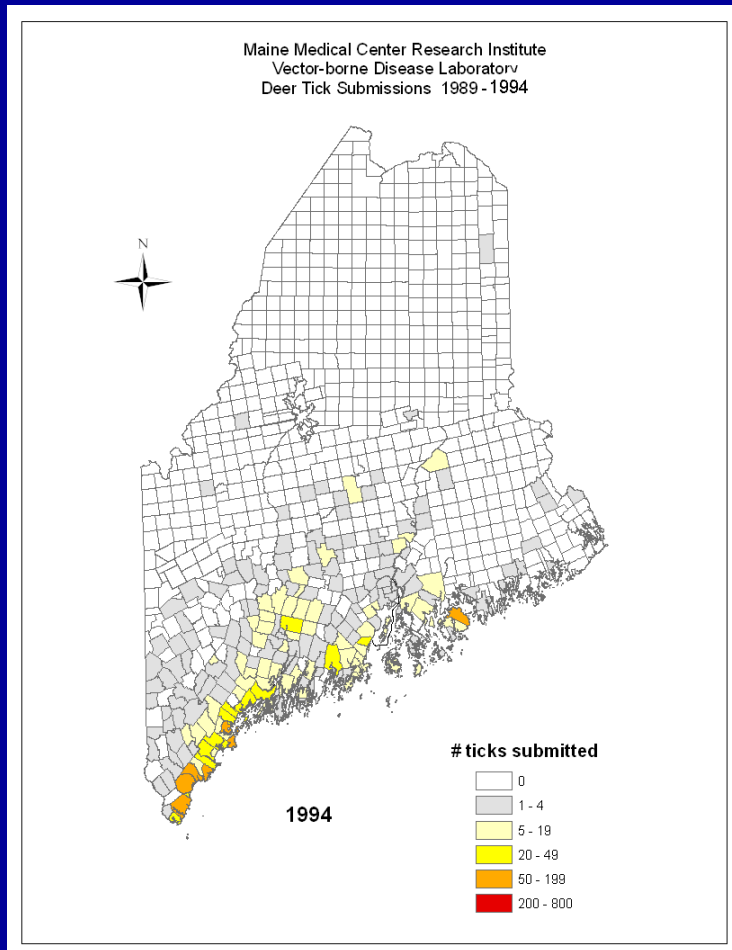 Maine Medical Center Research Institute
Vector-borne Disease Laboratory
Deer Tick Submissions 1989 - 1994
N
# ticks submitted
0
1 - 4
5 - 19
20 - 49
50 - 199
200 - 800
1994